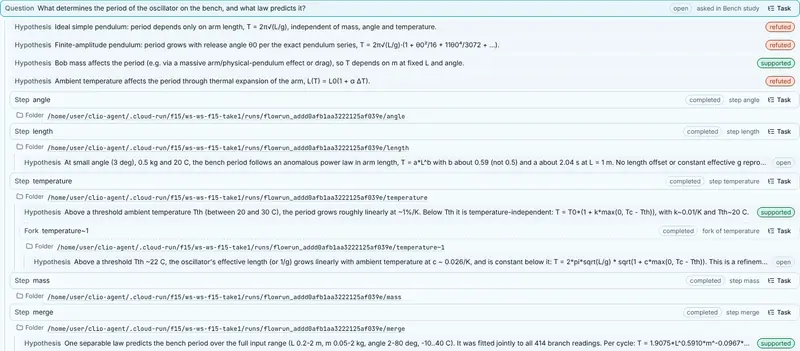 Question What determines the period of the oscillator on the bench, and what law predicts it? open asked in Bench study Task
Hypothesis Ideal simple pendulum: period depends only on arm length, T = 2π√(L/g), independent of mass, angle and temperature. refuted
Hypothesis Finite-amplitude pendulum: period grows with release angle θ0 per the exact pendulum series, T = 2π√(L/g)·(1 + θ0²/16 + 11θ0⁴/3072 + ...). refuted
Hypothesis Bob mass affects the period (e.g. via a massive arm/physical-pendulum effect or drag), so T depends on m at fixed L and angle. supported
Hypothesis Ambient temperature affects the period through thermal expansion of the arm, L(T) = L0(1 + α ΔT). refuted
Step angle completed step angle Task
Folder /home/user/clio-agent/.cloud-run/f15/ws-ws-f15-take1/runs/flowrun_addd0afb1aa3222125af039e/angle
Step length completed step length Task
Folder /home/user/clio-agent/.cloud-run/f15/ws-ws-f15-take1/runs/flowrun_addd0afb1aa3222125af039e/length
Hypothesis At small angle (3 deg), 0.5 kg and 20 C, the bench period follows an anomalous power law in arm length, T = a*L^b with b about 0.59 (not 0.5) and a about 2.04 s at L = 1 m. No length offset or constant effective g repro... open
Step temperature completed step temperature Task
Folder /home/user/clio-agent/.cloud-run/f15/ws-ws-f15-take1/runs/flowrun_addd0afb1aa3222125af039e/temperature
Hypothesis Above a threshold ambient temperature Tth (between 20 and 30 C), the period grows roughly linearly at ~1%/K. Below Tth it is temperature-independent: T = T0*(1 + k*max(0, Tc - Tth)), with k~0.01/K and Tth~20 C. supported
Fork temperature~1 completed fork of temperature Task
Folder /home/user/clio-agent/.cloud-run/f15/ws-ws-f15-take1/runs/flowrun_addd0afb1aa3222125af039e/temperature~1
Hypothesis Above a threshold Tth ~22 C, the oscillator's effective length (or 1/g) grows linearly with ambient temperature at c ~ 0.026/K, and is constant below it: T = 2*pi*sqrt(L/g) * sqrt(1 + c*max(0, Tc - Tth)). This is a refinem... open
Step mass completed step mass Task
Folder /home/user/clio-agent/.cloud-run/f15/ws-ws-f15-take1/runs/flowrun_addd0afb1aa3222125af039e/mass
Step merge completed step merge Task
Folder /home/user/clio-agent/.cloud-run/f15/ws-ws-f15-take1/runs/flowrun_addd0afb1aa3222125af039e/merge
Hypothesis One separable law predicts the bench period over the full input range (L 0.2-2 m, m 0.05-2 kg, angle 2-80 deg, -10..40 C). It was fitted jointly to all 414 branch readings. Per cycle: T = 1.9075*L^0.5910*m^-0.0967*... supported